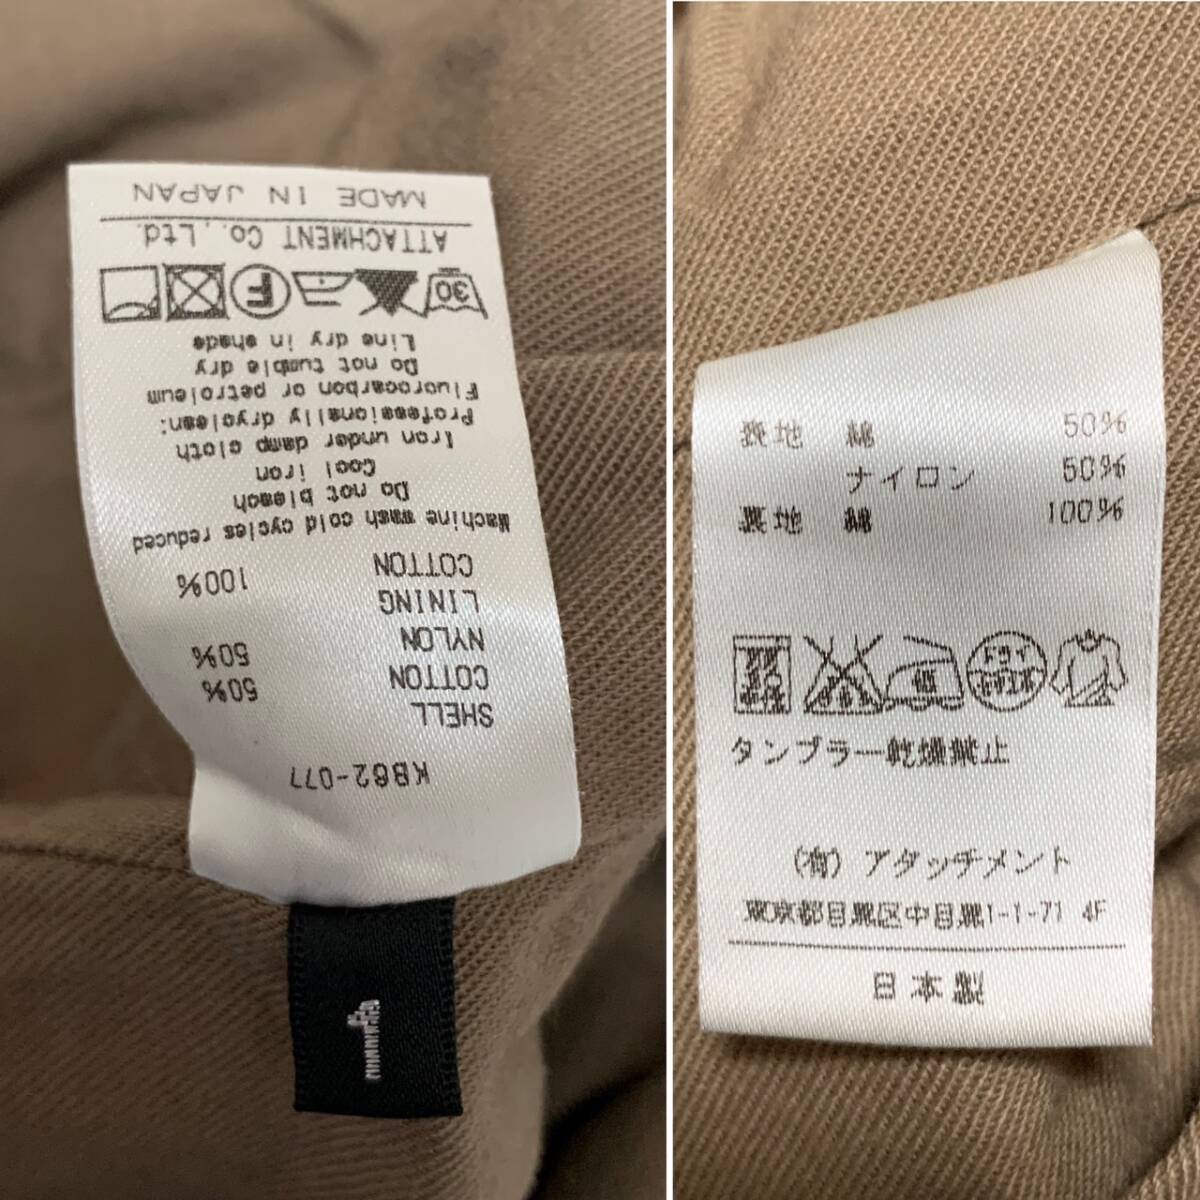 KB62-077
SHELL
COTTON 50%
NYLON 50%
LINING
COTTON 100%
Machine wash cold cycles reduced
Do not bleach
Cool iron
Iron under damp cloth
Professionally dryclean:
Fluorocarbon or petroleum
Do not tumble dry
Line dry in shade
30 F
ATTACHMENT Co., Ltd.
MADE IN JAPAN
1
表地 綿 50%
ナイロン 50%
裏地 綿 100%
低 ドライ
タンブラー乾燥禁止
(有) アタッチメント
東京都目黒区中目黒1-1-71 4F
日本製